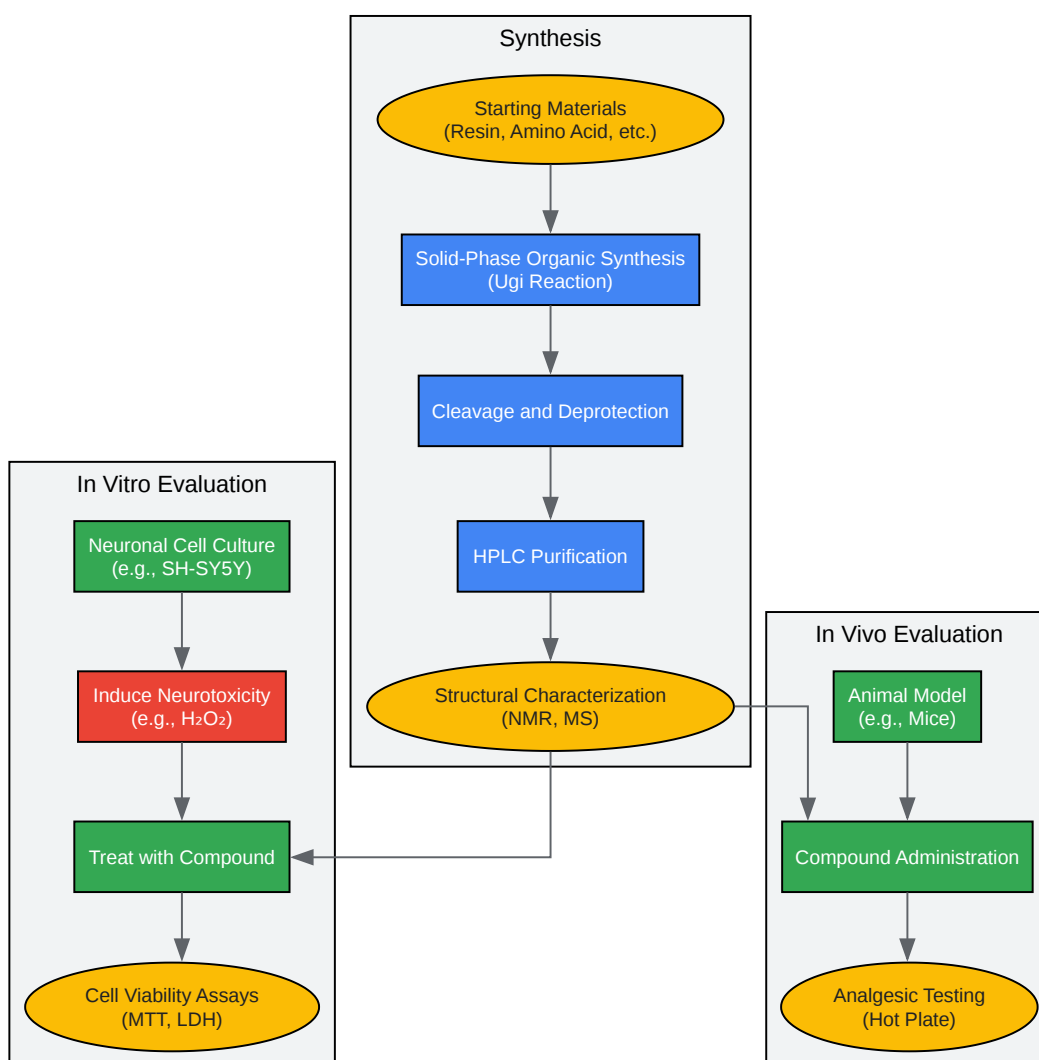 Synthesis
Starting Materials
(Resin, Amino Acid, etc.)
Solid-Phase Organic Synthesis
(Ugi Reaction)
Cleavage and Deprotection
HPLC Purification
Structural Characterization
(NMR, MS)
In Vitro Evaluation
Neuronal Cell Culture
(e.g., SH-SY5Y)
Induce Neurotoxicity
(e.g., H₂O₂)
Treat with Compound
Cell Viability Assays
(MTT, LDH)
In Vivo Evaluation
Animal Model
(e.g., Mice)
Compound Administration
Analgesic Testing
(Hot Plate)